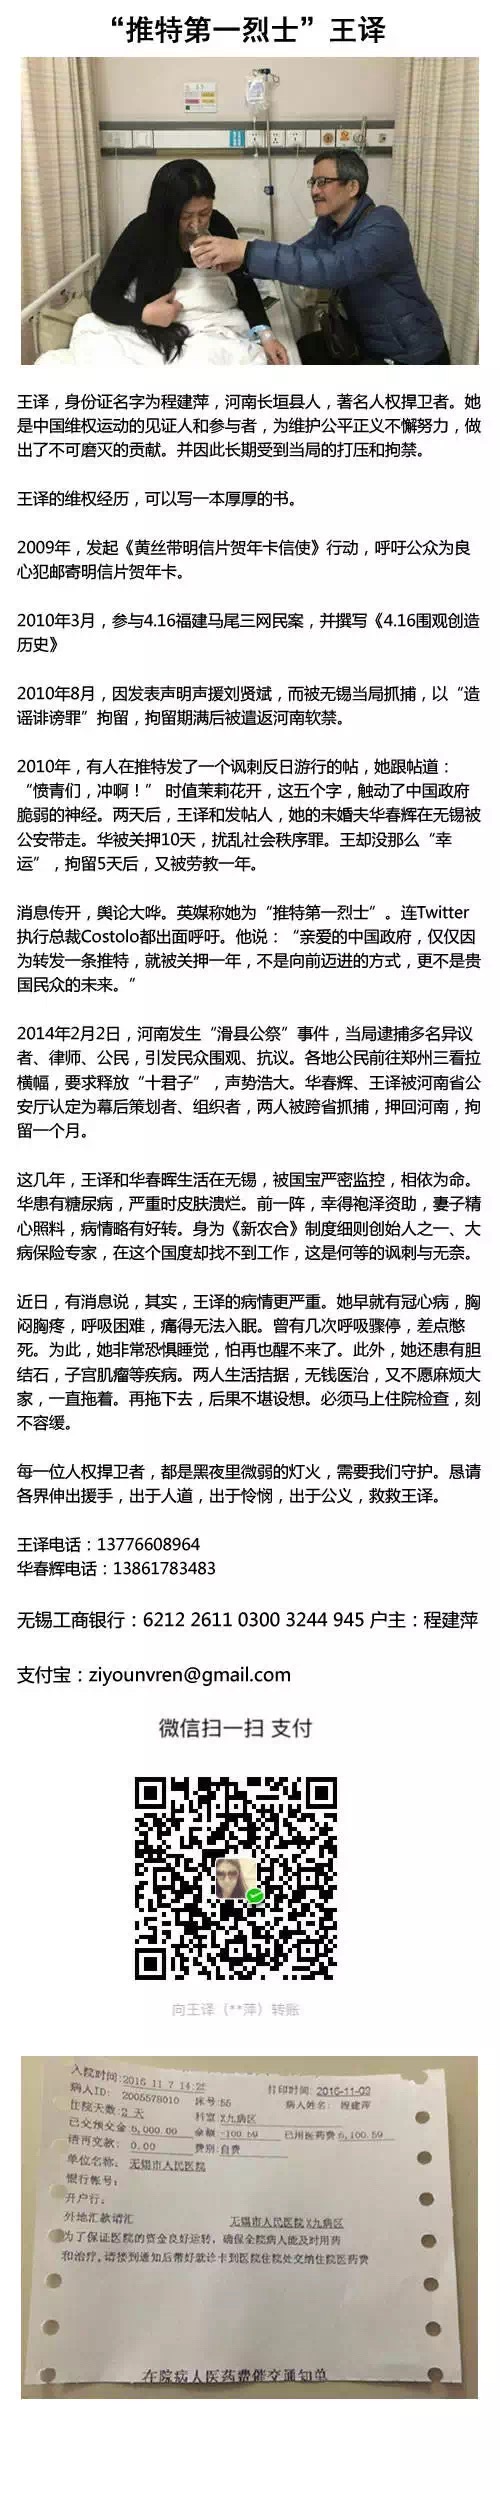 “推特第一烈士”王译
王译，身份证名字为程建萍，河南长垣县人，著名人权捍卫者。她
是中国维权运动的见证人和参与者，为维护公平正义不懈努力，做
出了不可磨灭的贡献。并因此长期受到当局的打压和拘禁。
王译的维权经历，可以写一本厚厚的书。
2009年，发起《黄丝带明信片贺年卡信使》行动，呼吁公众为良
心犯邮寄明信片贺年卡。
2010年3月，参与4.16福建马尾三网民案，并撰写《4.16围观创造
历史》
2010年8月，因发表声明声援刘贤斌，而被无锡当局抓捕，以“造
谣诽谤罪”拘留，拘留期满后被遣返河南软禁。
2010年，有人在推特发了一个讽刺反日游行的帖，她跟帖道：
“愤青们，冲啊！” 时值茉莉花开，这五个字，触动了中国政府
脆弱的神经。两天后，王译和发帖人，她的未婚夫华春辉在无锡被
公安带走。华被关押10天，扰乱社会秩序罪。王却没那么“幸
运”，拘留5天后，又被劳教一年。
消息传开，舆论大哗。英媒称她为“推特第一烈士”。连Twitter
执行总裁Costolo都出面呼吁。他说：“亲爱的中国政府，仅仅因
为转发一条推特，就被关押一年，不是向前迈进的方式，更不是贵
国民众的未来。”
2014年2月2日，河南发生“滑县公祭”事件，当局逮捕多名异议
者、律师、公民，引发民众围观、抗议。各地公民前往郑州三看拉
横幅，要求释放“十君子”，声势浩大。华春辉、王译被河南省公
安厅认定为幕后策划者、组织者，两人被跨省抓捕，押回河南，拘
留一个月。
这几年，王译和华春晖生活在无锡，被国宝严密监控，相依为命。
华患有糖尿病，严重时皮肤溃烂。前一阵，幸得袍泽资助，妻子精
心照料，病情略有好转。身为《新农合》制度细则创始人之一、大
病保险专家，在这个国度却找不到工作，这是何等的讽刺与无奈。
近日，有消息说，其实，王译的病情更严重。她早就有冠心病，胸
闷胸疼，呼吸困难，痛得无法入眠。曾有几次呼吸骤停，差点憋
死。为此，她非常恐惧睡觉，怕再也醒不来了。此外，她还患有胆
结石，子宫肌瘤等疾病。两人生活拮据，无钱医治，又不愿麻烦大
家，一直拖着。再拖下去，后果不堪设想。必须马上住院检查，刻
不容缓。
每一位人权捍卫者，都是黑夜里微弱的灯火，需要我们守护。恳请
各界伸出援手，出于人道，出于怜悯，出于公义，救救王译。
王译电话：13776608964
华春辉电话：13861783483
无锡工商银行：6212 2611 0300 3244 945 户主：程建萍
支付宝：ziyounvren@gmail.com
微信扫一扫 支付
向王译（**萍）转账
入院时间:2016 11 7 14:25 打印时间: 2016-11-09
病人ID: 2005578010 床号:55 病人姓名: 程建萍
住院天数:2 天 科室:X九病区
已交预交金:6,000.00 余额:-100.59 已用医药费6,100.59
请再交款: 0.00 费别:自费
单位名称: 无锡市人民医院
银行帐号:
开户行:
外地汇款请汇 无锡市人民医院X九病区
为了保证医院的资金良好运转，确保全院病人能及时用药
和治疗,请接到通知后带好就诊卡到医院住院处交纳住院医药费
在院病人医药费催交通知单